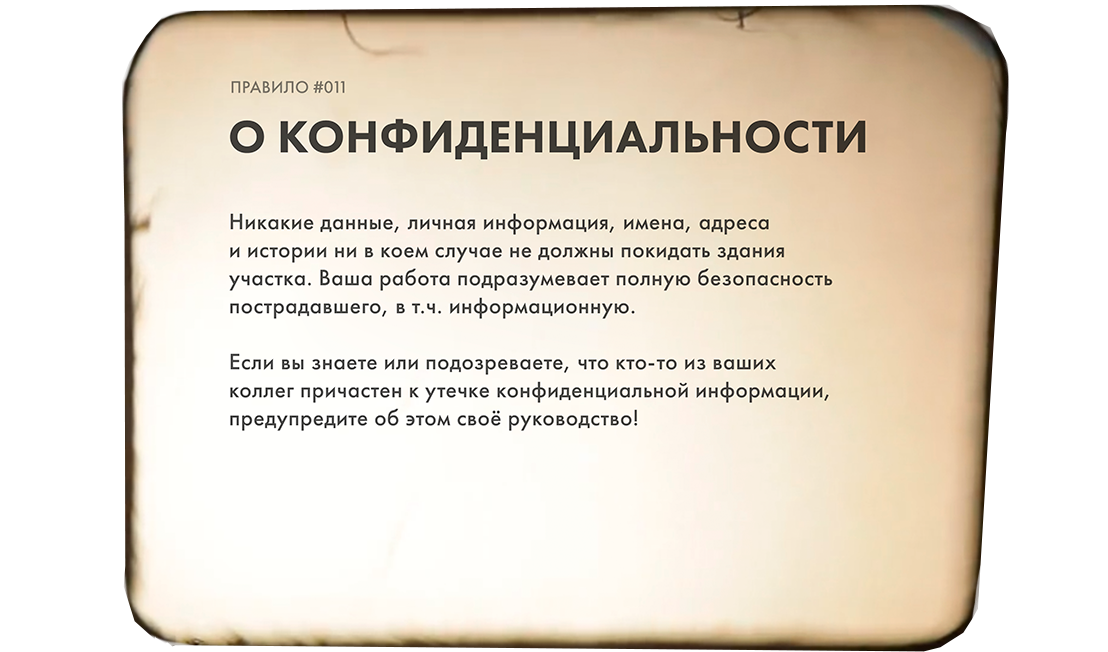 ПРАВИЛО #011
О КОНФИДЕНЦИАЛЬНОСТИ
Никакие данные, личная информация, имена, адреса
и истории ни в коем случае не должны покидать здания
участка. Ваша работа подразумевает полную безопасность
пострадавшего, в т.ч. информационную.
Если вы знаете или подозреваете, что кто-то из ваших
коллег причастен к утечке конфиденциальной информации,
предупредите об этом своё руководство!